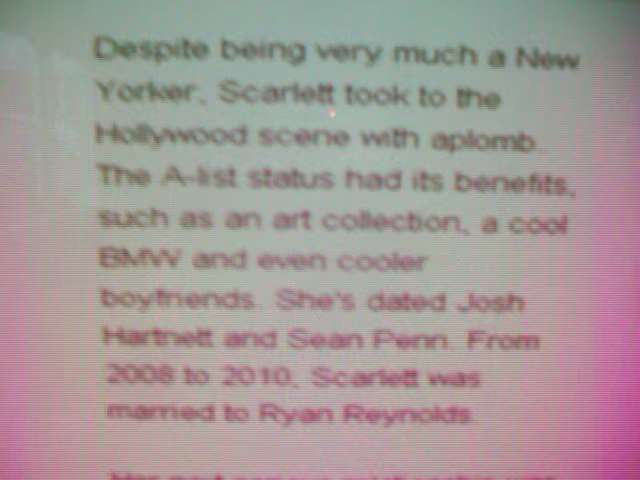 Despite being very much a New
Yorker, Scarlett took to the
Hollywood scene with aplomb.
The A-list status had its benefits,
such as an art collection, a cool
BMW and even cooler
boyfriends. She's dated Josh
Hartnett and Sean Penn. From
2008 to 2010, Scarlett was
married to Ryan Reynolds.